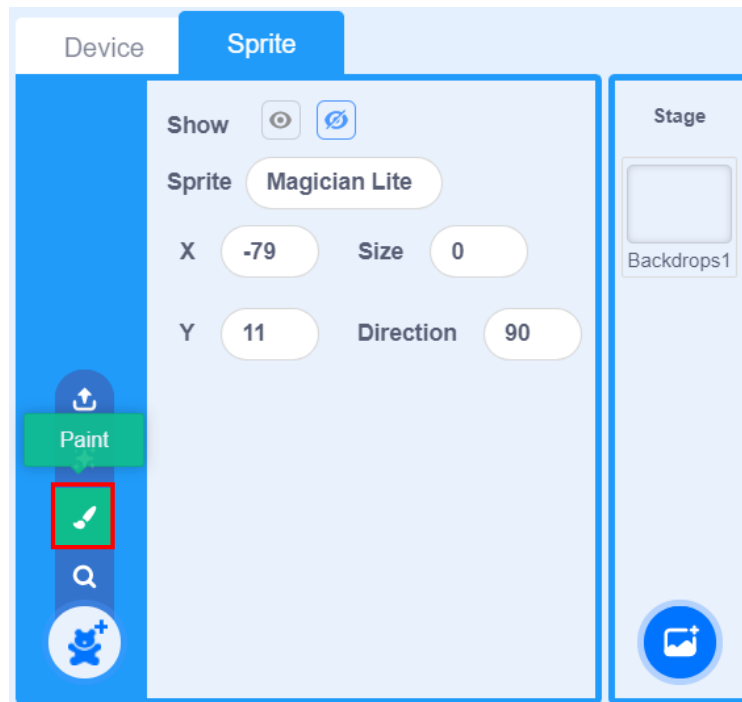 Device Sprite
Show
Stage
Sprite Magician Lite
X -79 Size 0
Backdrops1
Y 11 Direction 90
Paint